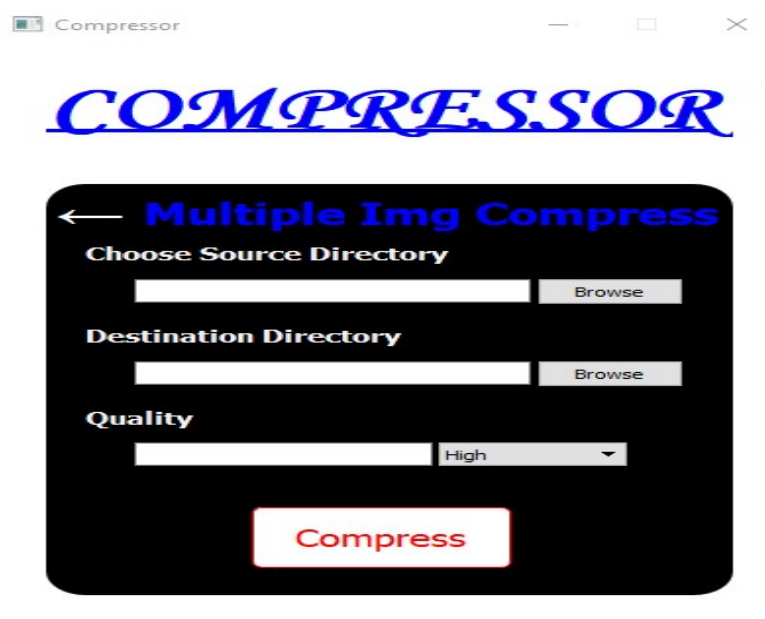 Compressor
COMPRESSOR
← Multiple Img Compress
Choose Source Directory
Browse
Destination Directory
Browse
Quality
High
Compress